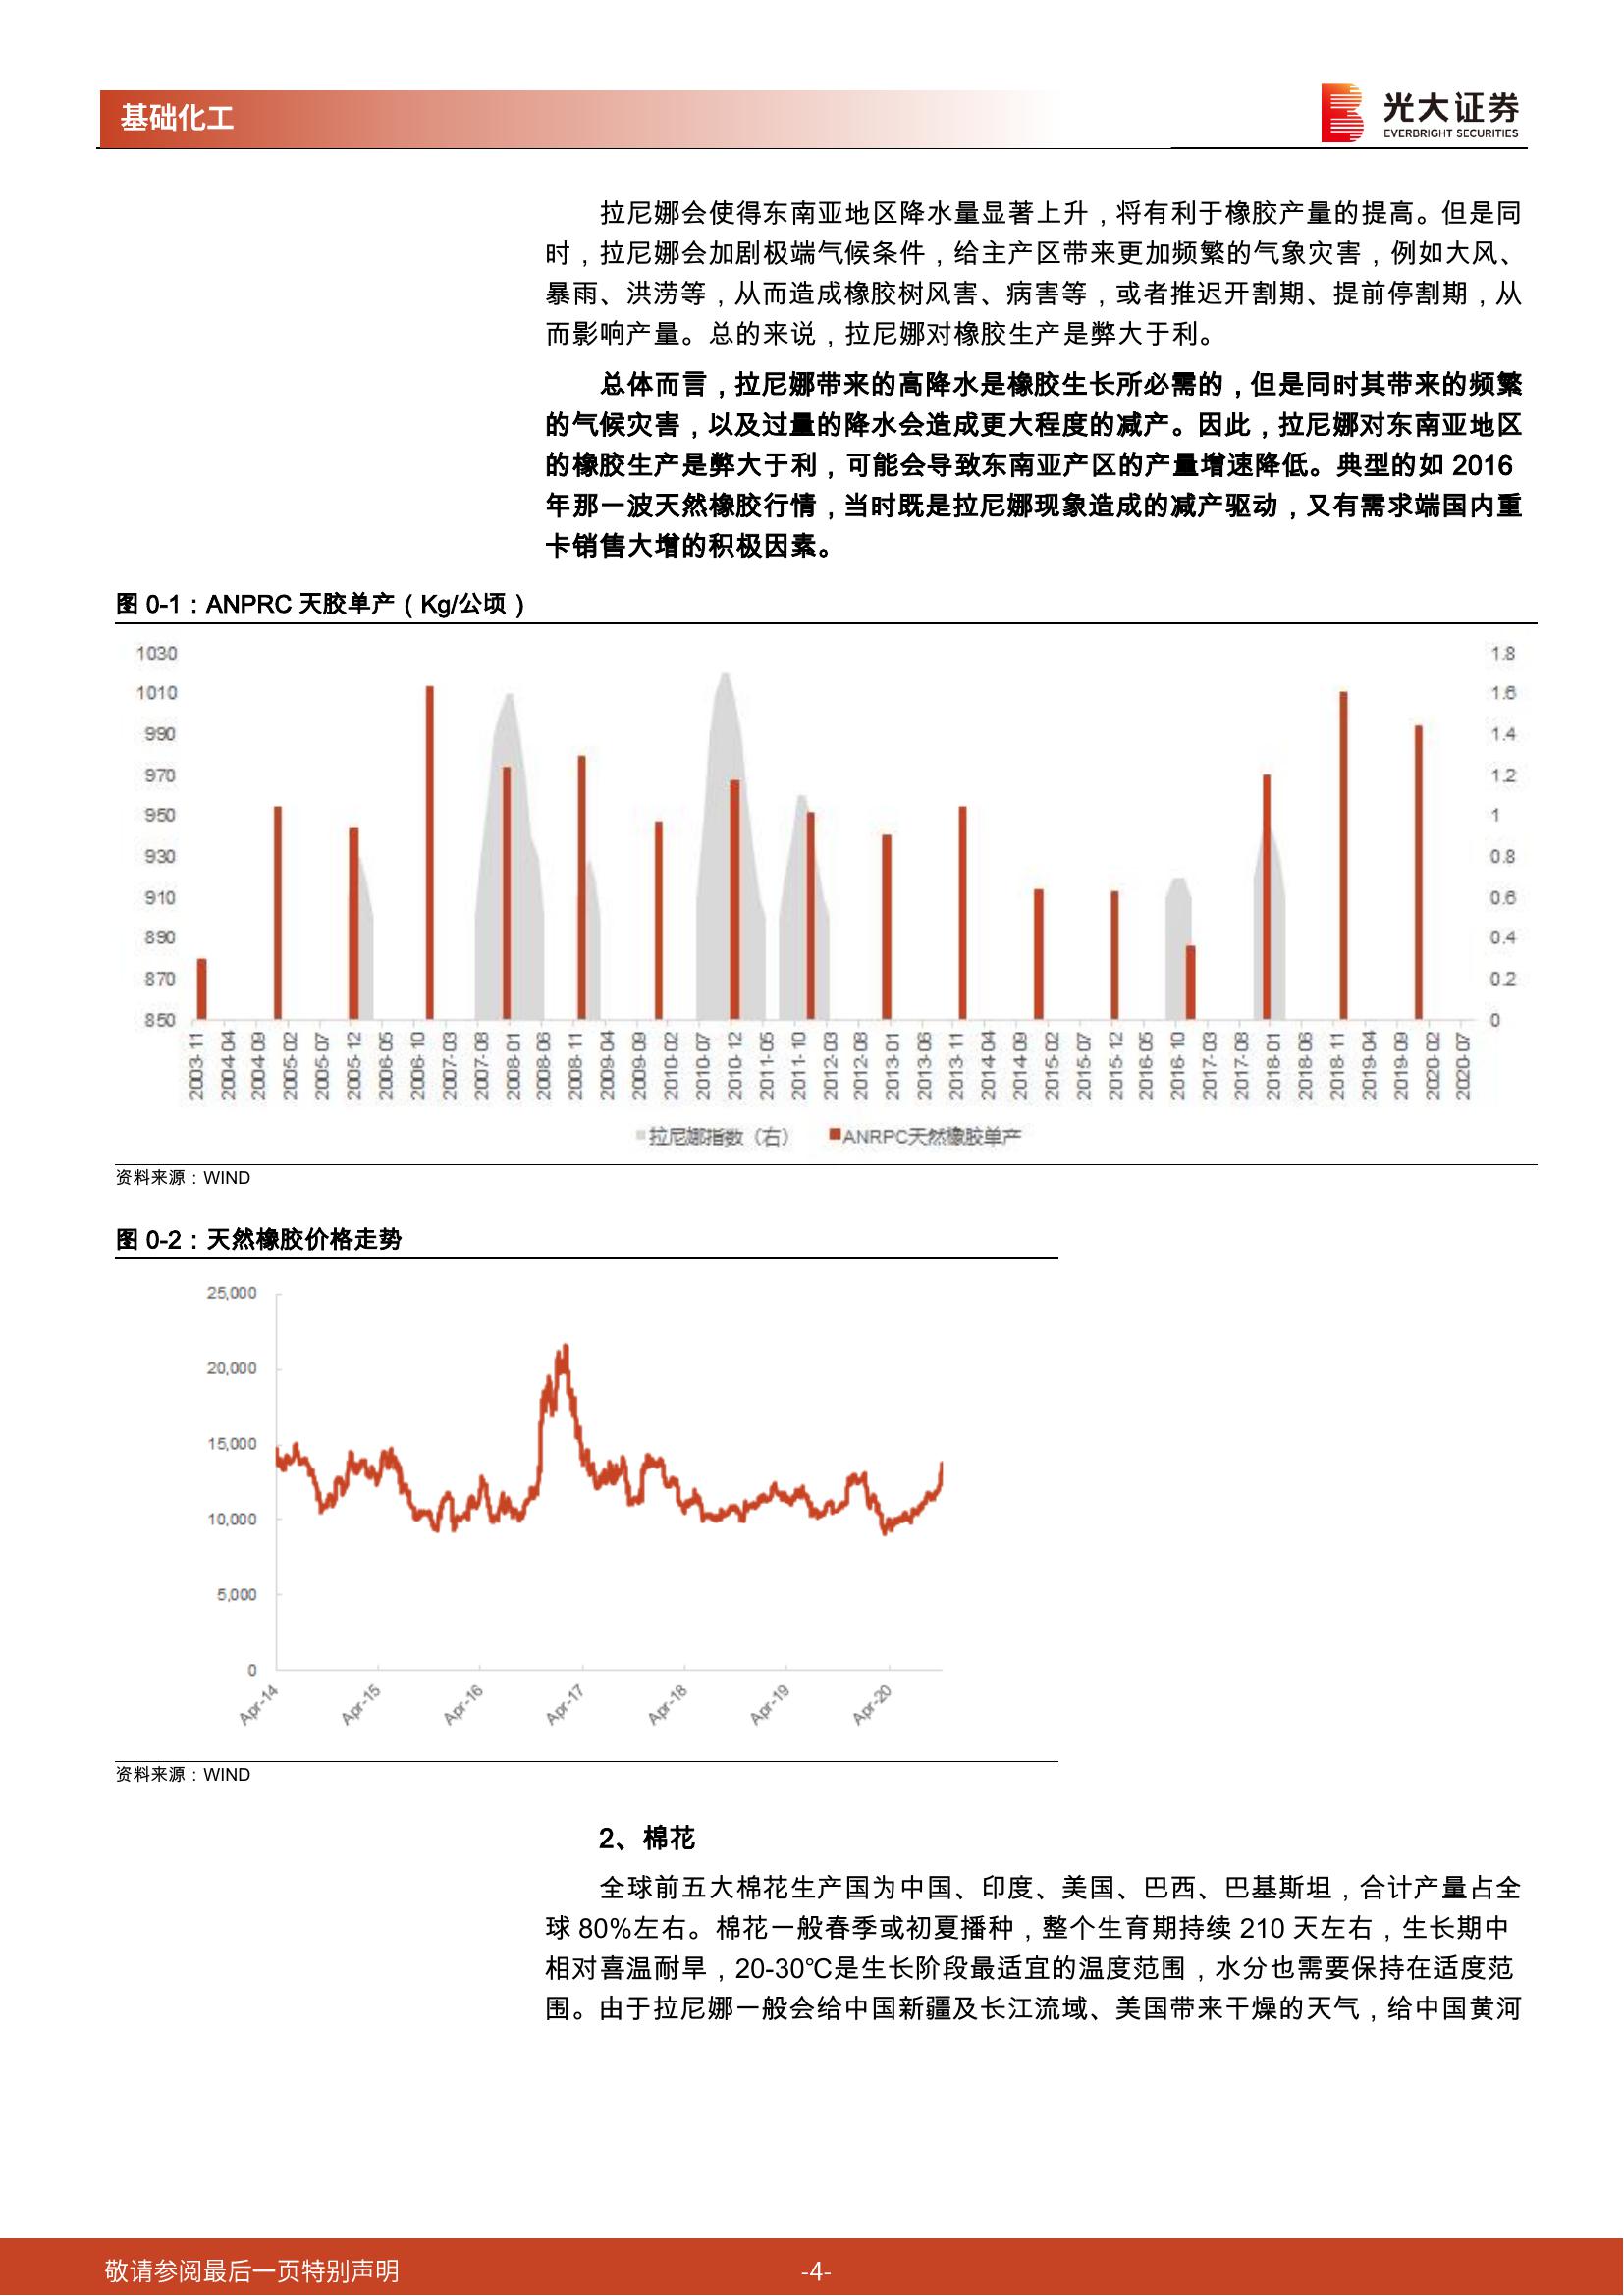 基础化工
光大证券
EVERBRIGHT SECURITIES
拉尼娜会使得东南亚地区降水量显著上升，将有利于橡胶产量的提高。但是同
时，拉尼娜会加剧极端气候条件，给主产区带来更加频繁的气象灾害，例如大风、
暴雨、洪涝等，从而造成橡胶树风害、病害等，或者推迟开割期、提前停割期，从
而影响产量。总的来说，拉尼娜对橡胶生产是弊大于利。
总体而言，拉尼娜带来的高降水是橡胶生长所必需的，但是同时其带来的频繁
的气候灾害，以及过量的降水会造成更大程度的减产。因此，拉尼娜对东南亚地区
的橡胶生产是弊大于利，可能会导致东南亚产区的产量增速降低。典型的如 2016
年那一波天然橡胶行情，当时既是拉尼娜现象造成的减产驱动，又有需求端国内重
卡销售大增的积极因素。
图 0-1：ANPRC 天胶单产（Kg/公顷）
1030 1.8
1010 1.6
990 1.4
970 1.2
950 1
930 0.8
910 0.6
890 0.4
870 0.2
850 0
2003-11 2004-04 2004-09 2005-02 2005-07 2005-12 2006-05 2006-10 2007-03 2007-08 2008-01 2008-06 2008-11 2009-04 2009-09 2010-02 2010-07 2010-12 2011-05 2011-10 2012-03 2012-08 2013-01 2013-06 2013-11 2014-04 2014-09 2015-02 2015-07 2015-12 2016-05 2016-10 2017-03 2017-08 2018-01 2018-06 2018-11 2019-04 2019-09 2020-02 2020-07
拉尼娜指数（右） ANRPC天然橡胶单产
资料来源：WIND
图 0-2：天然橡胶价格走势
25,000
20,000
15,000
10,000
5,000
0
Apr-14 Apr-15 Apr-16 Apr-17 Apr-18 Apr-19 Apr-20
资料来源：WIND
2、棉花
全球前五大棉花生产国为中国、印度、美国、巴西、巴基斯坦，合计产量占全
球 80%左右。棉花一般春季或初夏播种，整个生育期持续 210 天左右，生长期中
相对喜温耐旱，20-30℃是生长阶段最适宜的温度范围，水分也需要保持在适度范
围。由于拉尼娜一般会给中国新疆及长江流域、美国带来干燥的天气，给中国黄河
敬请参阅最后一页特别声明
-4-